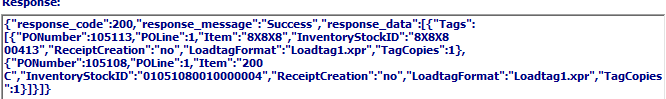 Response:
{"response_code":200,"response_message":"Success","response_data":[{"Tags":
[{"PONumber":105113,"POLine":1,"Item":"8X8X8","InventoryStockID":"8X8X8
00413","ReceiptCreation":"no","LoadtagFormat":"Loadtag1.xpr","TagCopies":1},
{"PONumber":105108,"POLine":1,"Item":"200
C","InventoryStockID":"01051080010000004","ReceiptCreation":"no","LoadtagFormat":"Loadtag1.xpr","TagCopies
":1}]}]}